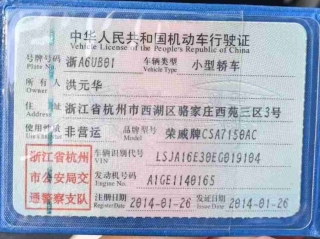 中华人民共和国机动车行驶证
Vehicle License of the People's Republic of China
号牌号码 浙A6UB01 车辆类型 小型轿车
Plate No. Vehicle Type
所有人 洪元华
Owner
住址 浙江省杭州市西湖区骆家庄西苑三区3号
Address
使用性质 非营运 品牌型号 荣威牌CSA7150AC
Use Character Model
浙江省杭州 车辆识别代号 LSJA16E30EG019104
VIN
市公安局交 发动机号码 A1GE1140165
Engine No.
通警察支队 注册日期 2014-01-26 发证日期 2014-01-26
Register Date Issue Date